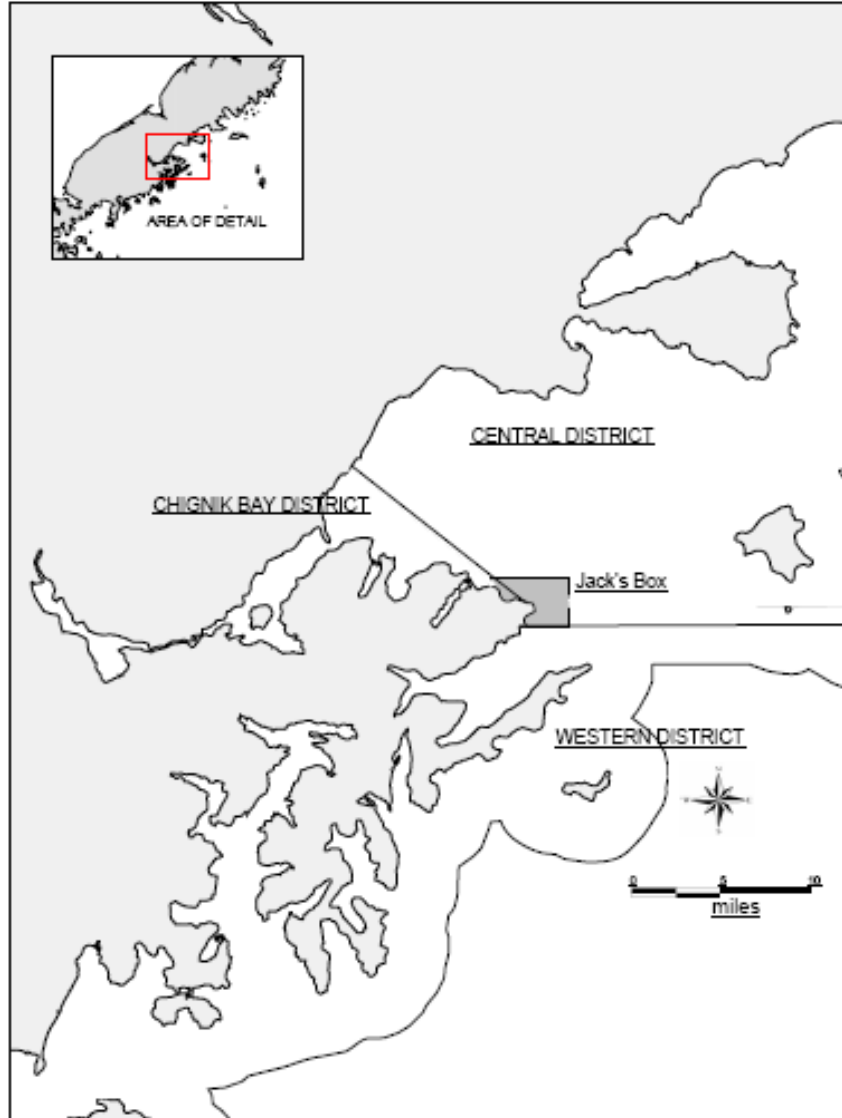 AREA OF DETAIL
CENTRAL DISTRICT
CHIGNIK BAY DISTRICT
Jack's Box
WESTERN DISTRICT
0 5 10
miles